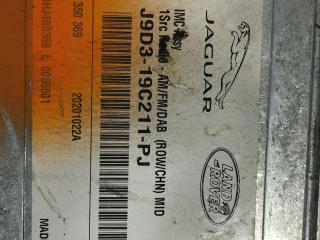 JAGUAR
LAND
ROVER
IMC Assy
1Src - AM/FM/DAB (ROW/CHN) MID
J9D3-19C211-PJ
350 369
20201022A
MAD